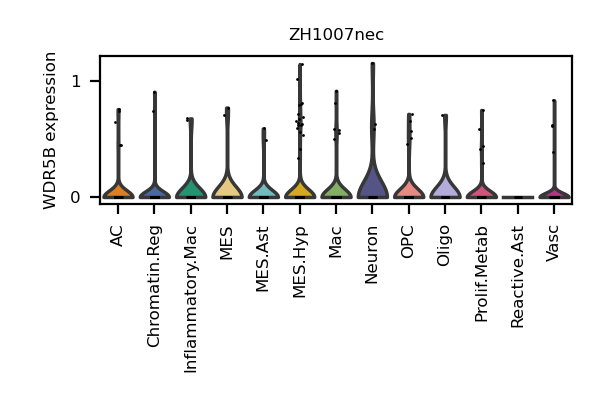 ZH1007nec
WDR5B expression
1
0
AC
Chromatin.Reg
Inflammatory.Mac
MES
MES.Ast
MES.Hyp
Mac
Neuron
OPC
Oligo
Prolif.Metab
Reactive.Ast
Vasc